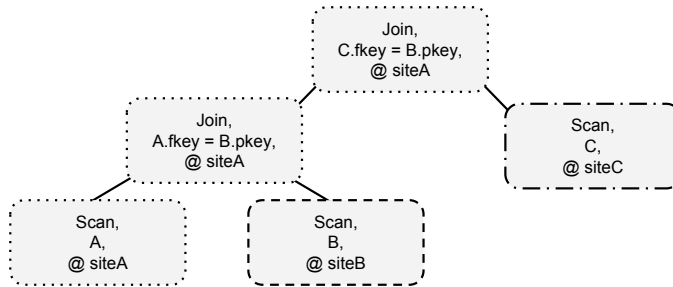 Join,
C.fkey = B.pkey,
@ siteA
Join,
A.fkey = B.pkey,
@ siteA
Scan,
C,
@ siteC
Scan,
A,
@ siteA
Scan,
B,
@ siteB